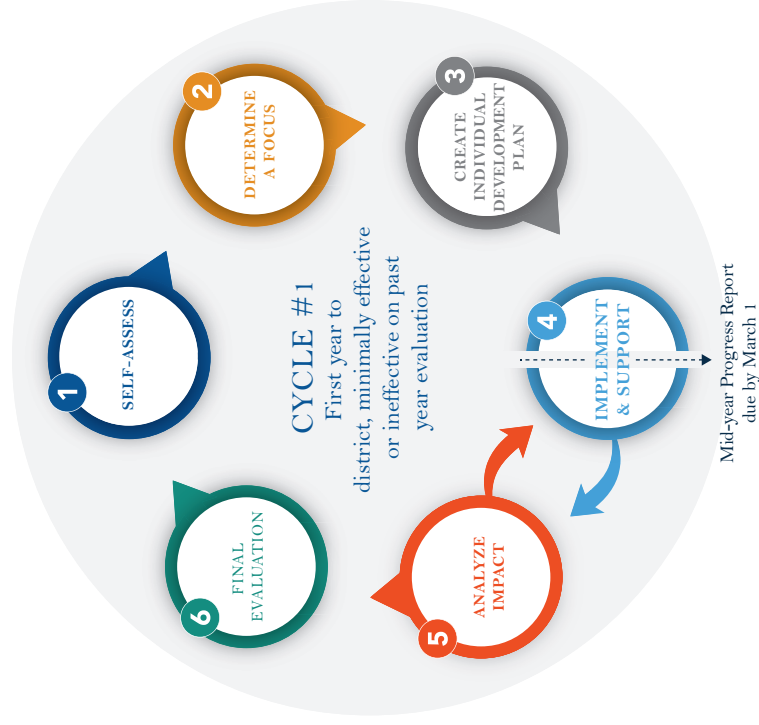 CYCLE #1
First year to
district, minimally effective
or ineffective on past
year evaluation
1
SELF-ASSESS
2
DETERMINE
A FOCUS
3
CREATE
INDIVIDUAL
DEVELOPMENT
PLAN
4
IMPLEMENT
& SUPPORT
Mid-year Progress Report
due by March 1
5
ANALYZE
IMPACT
6
FINAL
EVALUATION